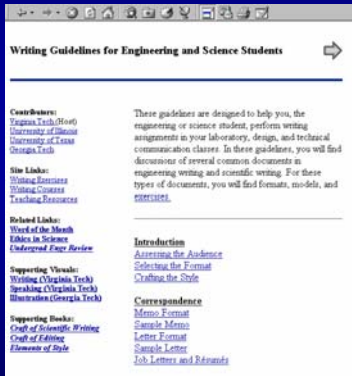 Writing Guidelines for Engineering and Science Students
Contributors:
Virginia Tech (Host)
University of Illinois
University of Texas
Georgia Tech
Site Links:
Writing Exercises
Writing Courses
Teaching Resources
Related Links:
Word of the Month
Ethics in Science
Undergrad Engr Review
Supporting Visuals:
Writing (Virginia Tech)
Speaking (Virginia Tech)
Illustration (Georgia Tech)
Supporting Books:
Craft of Scientific Writing
Craft of Editing
Elements of Style
These guidelines are designed to help you, the
engineering or science student, perform writing
assignments in your laboratory, design, and technical
communication classes. In these guidelines, you will find
discussions of several common documents in
engineering writing and scientific writing. For these
types of documents, you will find formats, models, and
exercises.
Introduction
Assessing the Audience
Selecting the Format
Crafting the Style
Correspondence
Memo Format
Sample Memo
Letter Format
Sample Letter
Job Letters and Résumés